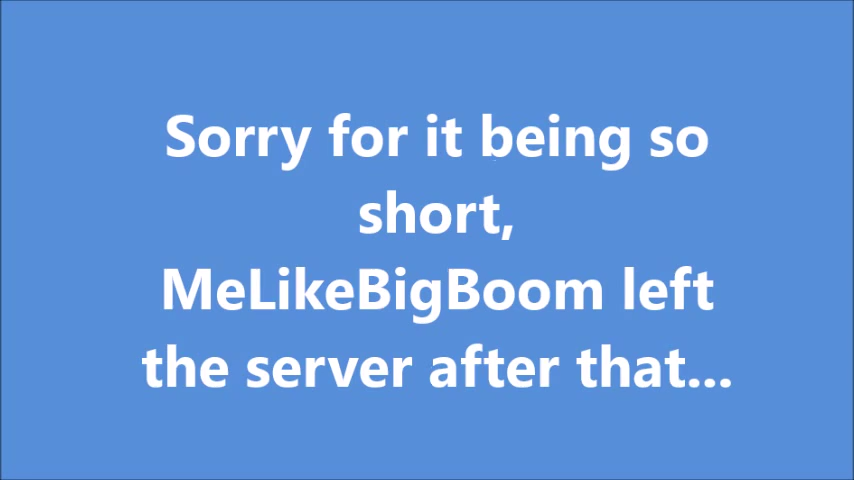 Sorry for it being so
short,
MeLikeBigBoom left
the server after that...